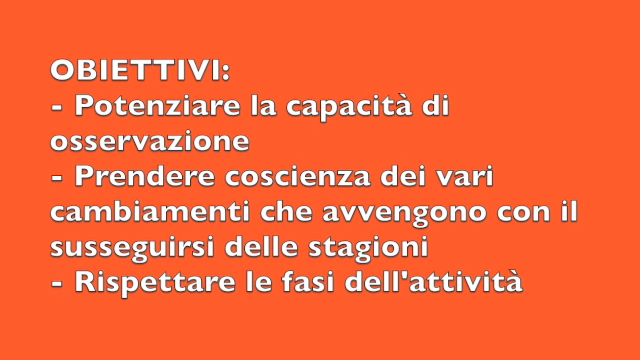 OBIETTIVI:
- Potenziare la capacità di
osservazione
- Prendere coscienza dei vari
cambiamenti che avvengono con il
susseguirsi delle stagioni
- Rispettare le fasi dell'attività